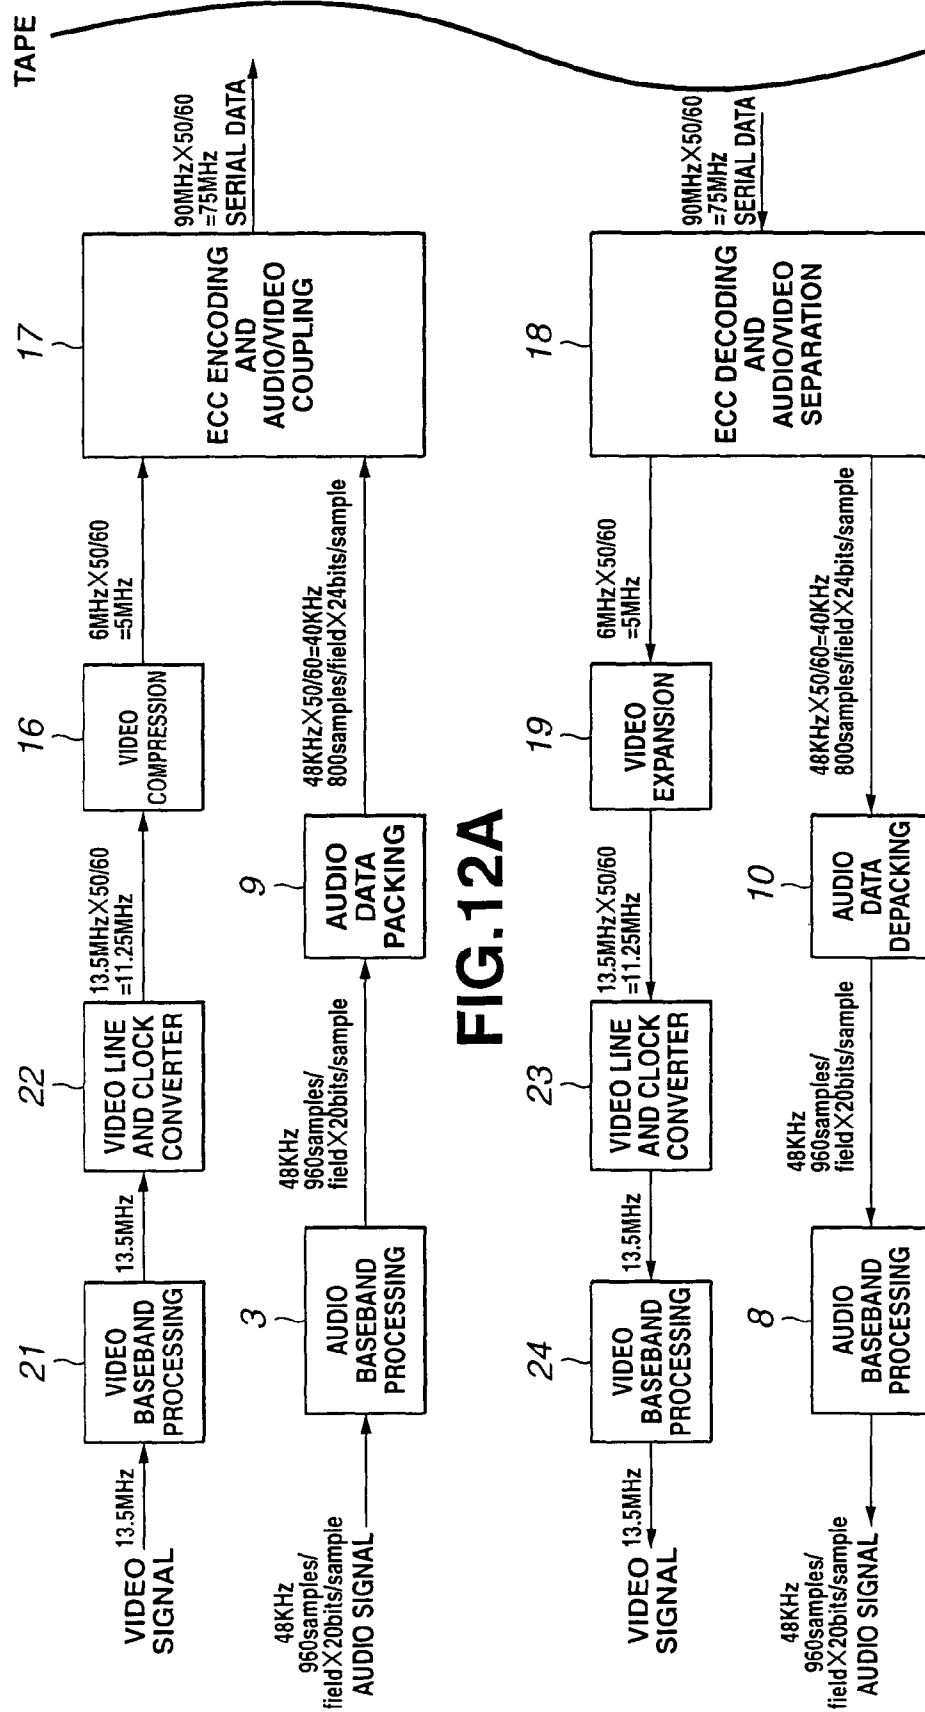 TAPE
17
ECC ENCODING
AND
AUDIO/VIDEO
COUPLING
90MHz×50/60
=75MHz
SERIAL DATA
16
VIDEO
COMPRESSION
6MHz×50/60
=5MHz
22
VIDEO LINE
AND CLOCK
CONVERTER
13.5MHz×50/60
=11.25MHz
21
VIDEO
BASEBAND
PROCESSING
13.5MHz
VIDEO
SIGNAL
13.5MHz
9
AUDIO
DATA
PACKING
48KHz×50/60=40KHz
800samples/field×24bits/sample
3
AUDIO
BASEBAND
PROCESSING
48KHz
960samples/
field×20bits/sample
48KHz
960samples/
field×20bits/sample
AUDIO SIGNAL
FIG.12A
18
ECC DECODING
AND
AUDIO/VIDEO
SEPARATION
90MHz×50/60
=75MHz
SERIAL DATA
19
VIDEO
EXPANSION
6MHz×50/60
=5MHz
23
VIDEO LINE
AND CLOCK
CONVERTER
13.5MHz×50/60
=11.25MHz
24
VIDEO
BASEBAND
PROCESSING
13.5MHz
VIDEO
SIGNAL
13.5MHz
10
AUDIO
DATA
DEPACKING
48KHz×50/60=40KHz
800samples/field×24bits/sample
8
AUDIO
BASEBAND
PROCESSING
48KHz
960samples/
field×20bits/sample
48KHz
960samples/
field×20bits/sample
AUDIO SIGNAL